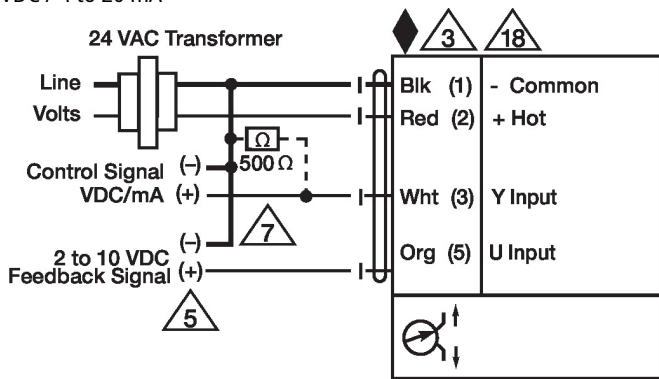 VDC / 4 to 20 mA
24 VAC Transformer
3
18
Line
Volts
Blk (1) - Common
Red (2) + Hot
Ω
500 Ω
Control Signal (–)
VDC/mA (+)
Wht (3) Y Input
7
2 to 10 VDC (–)
Feedback Signal (+)
Org (5) U Input
5